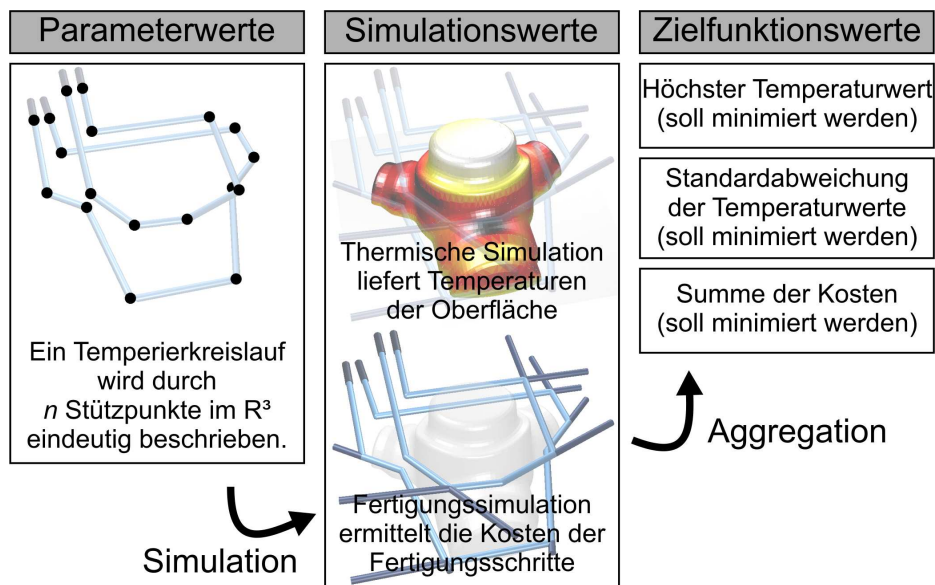 Parameterwerte
Ein Temperierkreislauf
wird durch
n Stützpunkte im R³
eindeutig beschrieben.
Simulation
Simulationswerte
Thermische Simulation
liefert Temperaturen
der Oberfläche
Fertigungssimulation
ermittelt die Kosten der
Fertigungsschritte
Aggregation
Zielfunktionswerte
Höchster Temperaturwert
(soll minimiert werden)
Standardabweichung
der Temperaturwerte
(soll minimiert werden)
Summe der Kosten
(soll minimiert werden)